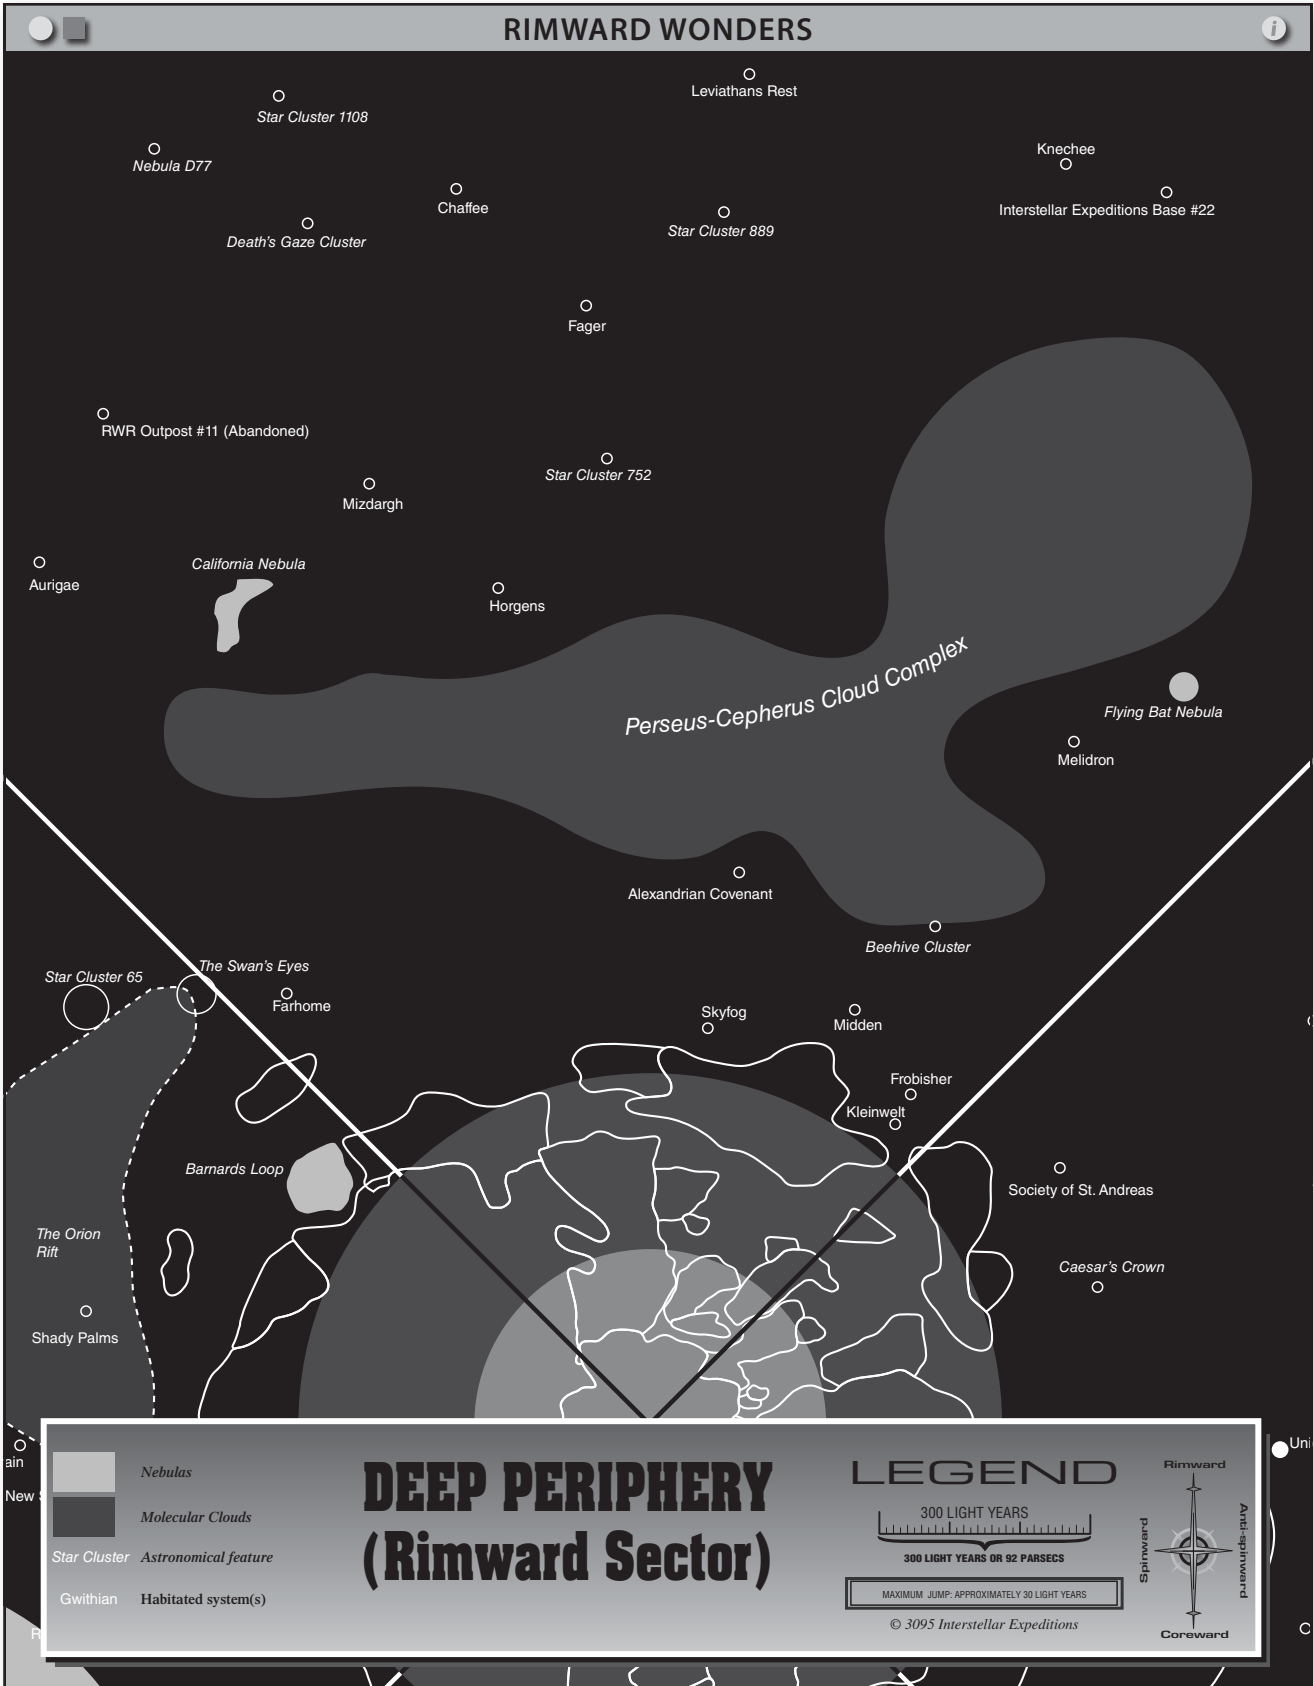 RIMWARD WONDERS
i
Leviathans Rest
Star Cluster 1108
Knechee
Nebula D77
Chaffee
Interstellar Expeditions Base #22
Star Cluster 889
Death's Gaze Cluster
Fager
RWR Outpost #11 (Abandoned)
Star Cluster 752
Mizdargh
California Nebula
Aurigae
Horgens
Perseus-Cepherus Cloud Complex
Flying Bat Nebula
Melidron
Alexandrian Covenant
Beehive Cluster
The Swan's Eyes
Star Cluster 65
Farhome
Skyfog
Midden
Frobisher
Kleinwelt
Barnards Loop
Society of St. Andreas
The Orion
Rift
Caesar's Crown
Shady Palms
Uni
ain
New
R
Nebulas
Molecular Clouds
Star Cluster Astronomical feature
Gwithian Habitated system(s)
DEEP PERIPHERY
(Rimward Sector)
LEGEND
300 LIGHT YEARS
300 LIGHT YEARS OR 92 PARSECS
MAXIMUM JUMP: APPROXIMATELY 30 LIGHT YEARS
© 3095 Interstellar Expeditions
Rimward
Spinward
Anti-spinward
Coreward